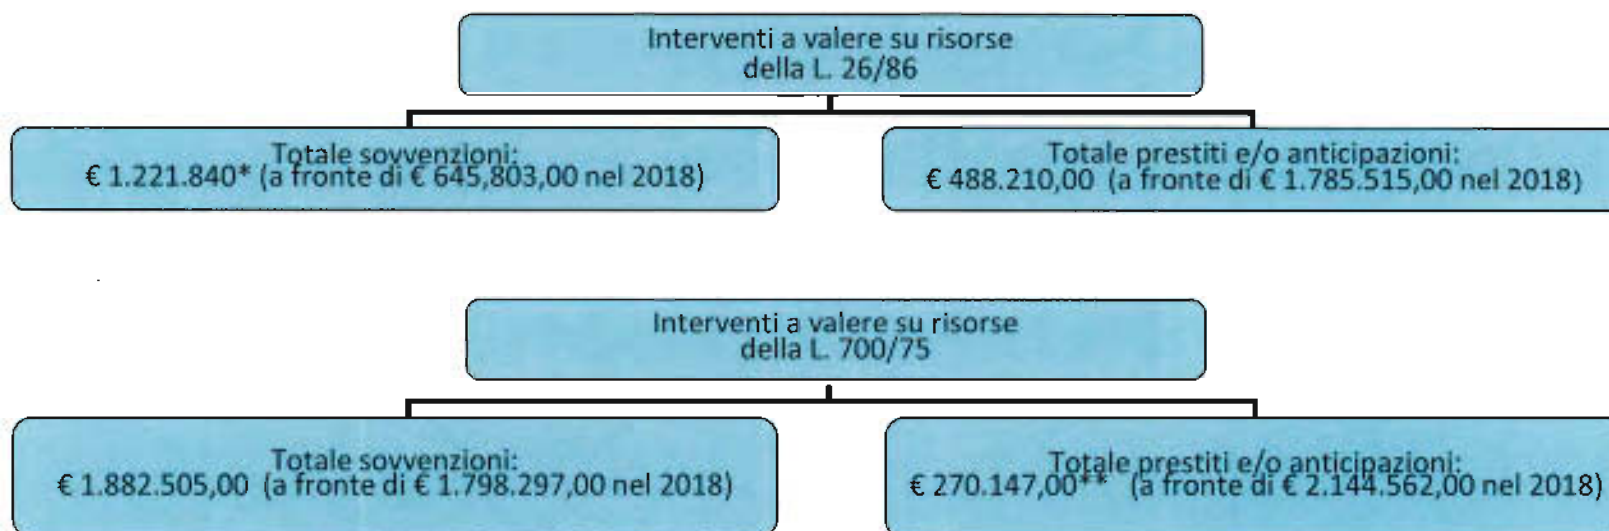 Interventi a valere su risorse
della L. 26/86
Totale sovvenzioni:
€ 1.221.840* (a fronte di € 645,803,00 nel 2018)
Totale prestiti e/o anticipazioni:
€ 488.210,00 (a fronte di € 1.785.515,00 nel 2018)
Interventi a valere su risorse
della L. 700/75
Totale sovvenzioni:
€ 1.882.505,00 (a fronte di € 1.798.297,00 nel 2018)
Totale prestiti e/o anticipazioni:
€ 270.147,00** (a fronte di € 2.144.562,00 nel 2018)